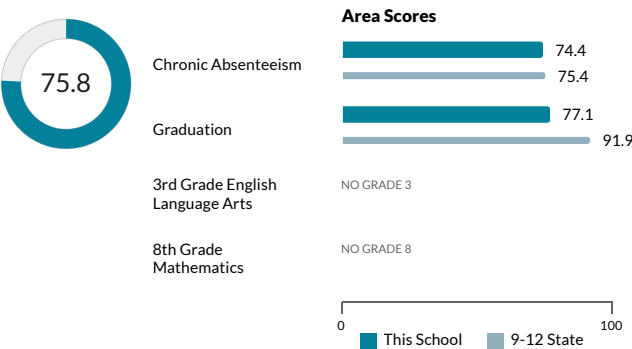 Area Scores
75.8
Chronic Absenteeism
74.4
75.4
Graduation
77.1
91.9
3rd Grade English
Language Arts
NO GRADE 3
8th Grade
Mathematics
NO GRADE 8
0
100
This School
9-12 State